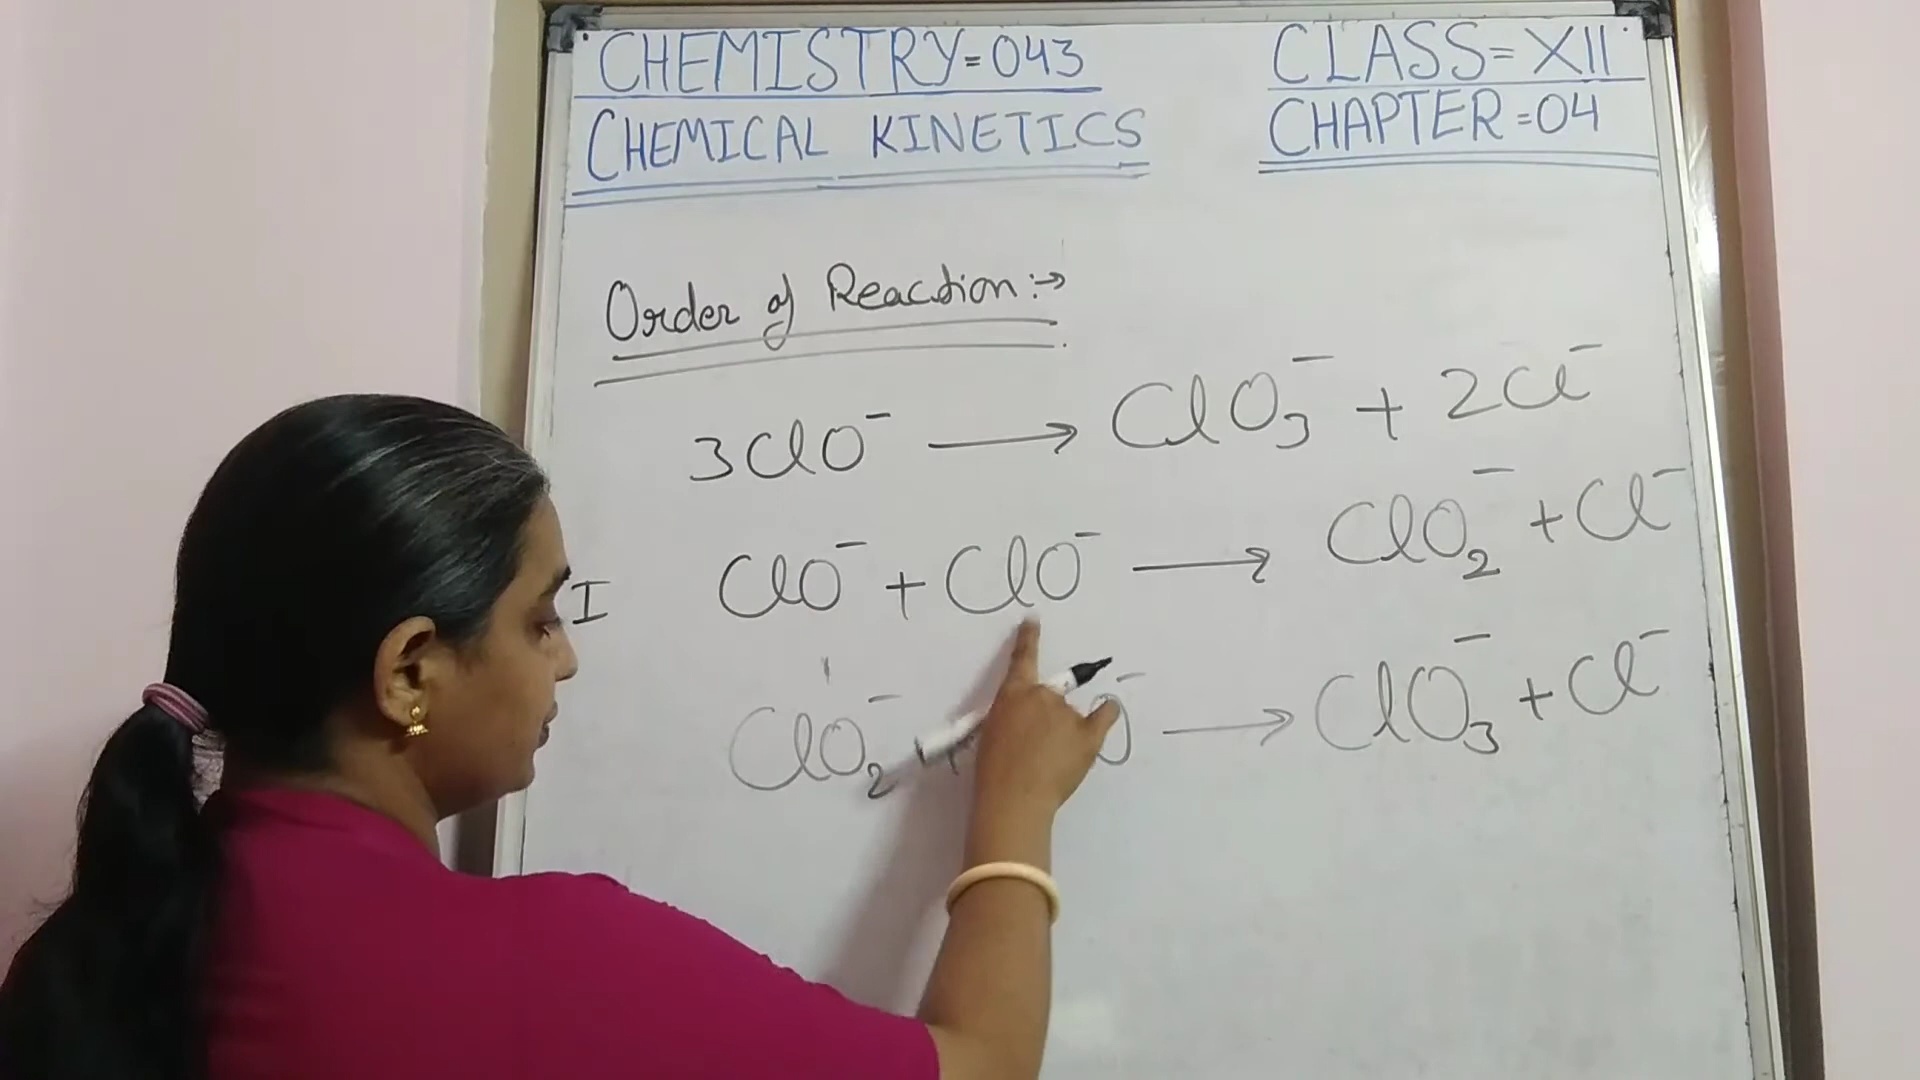 CHEMISTRY=043 CLASS=XII
CHEMICAL KINETICS CHAPTER=04
Order of Reaction:→
3ClO⁻ → ClO₃⁻ + 2Cl⁻
I ClO⁻ + ClO⁻ → ClO₂⁻ + Cl⁻
ClO₂⁻ + O⁻ → ClO₃⁻ + Cl⁻